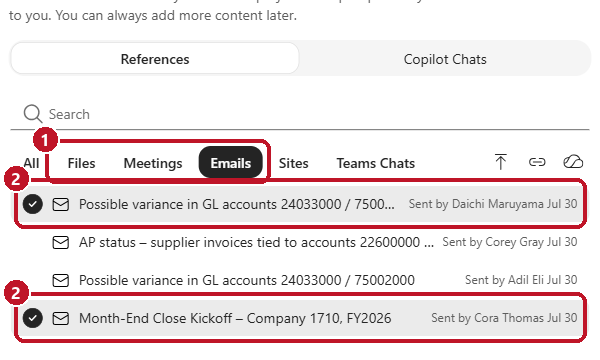 to you. You can always add more content later.
References
Copilot Chats
Search
1
All Files Meetings Emails Sites Teams Chats
2
Possible variance in GL accounts 24033000 / 7500... Sent by Daichi Maruyama Jul 30
AP status – supplier invoices tied to accounts 22600000 ... Sent by Corey Gray Jul 30
Possible variance in GL accounts 24033000 / 75002000 Sent by Adil Eli Jul 30
2
Month-End Close Kickoff – Company 1710, FY2026 Sent by Cora Thomas Jul 30